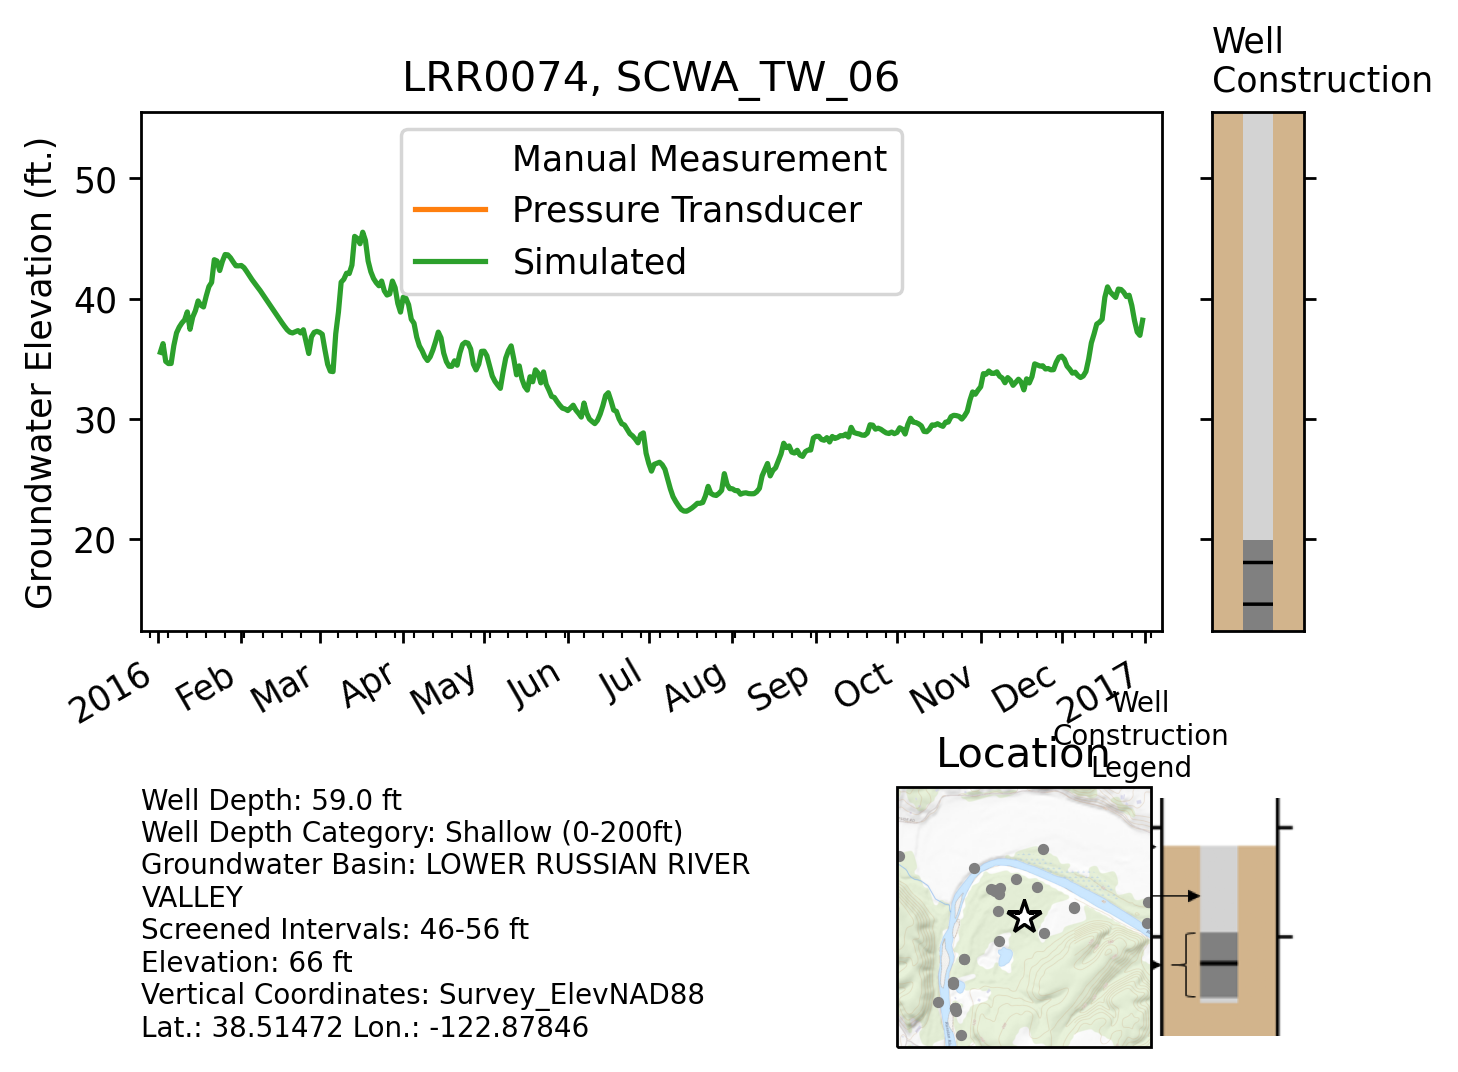 Well
Construction
LRR0074, SCWA_TW_06
Manual Measurement
Pressure Transducer
Simulated
Groundwater Elevation (ft.)
50
40
30
20
2016
Feb
Mar
Apr
May
Jun
Jul
Aug
Sep
Oct
Nov
Dec
2017
Well
Construction
Legend
Location
Well Depth: 59.0 ft
Well Depth Category: Shallow (0-200ft)
Groundwater Basin: LOWER RUSSIAN RIVER
VALLEY
Screened Intervals: 46-56 ft
Elevation: 66 ft
Vertical Coordinates: Survey_ElevNAD88
Lat.: 38.51472 Lon.: -122.87846